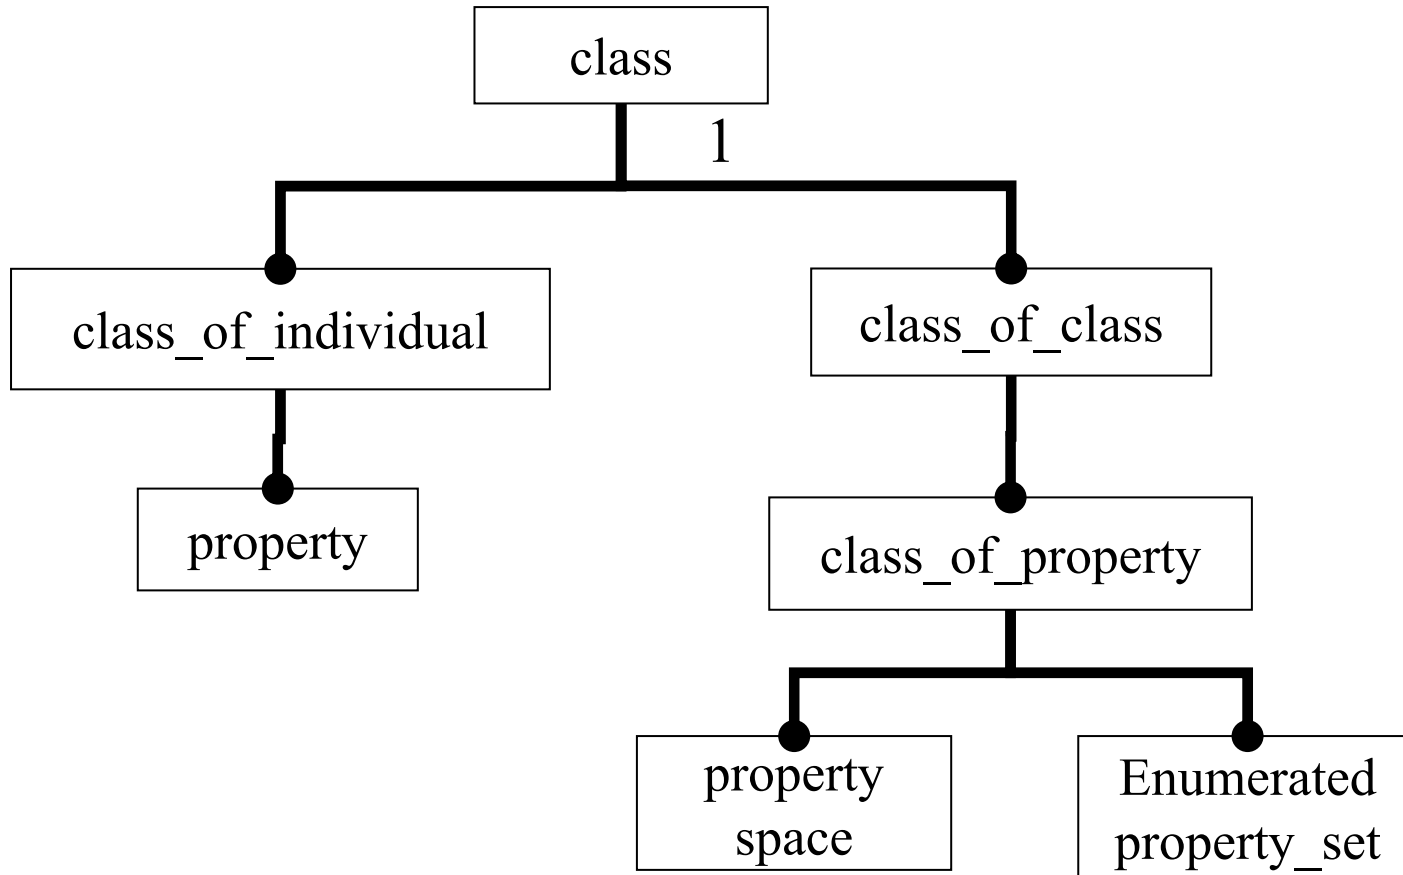 class
1
class_of_individual
class_of_class
property
class_of_property
property
space
Enumerated
property_set